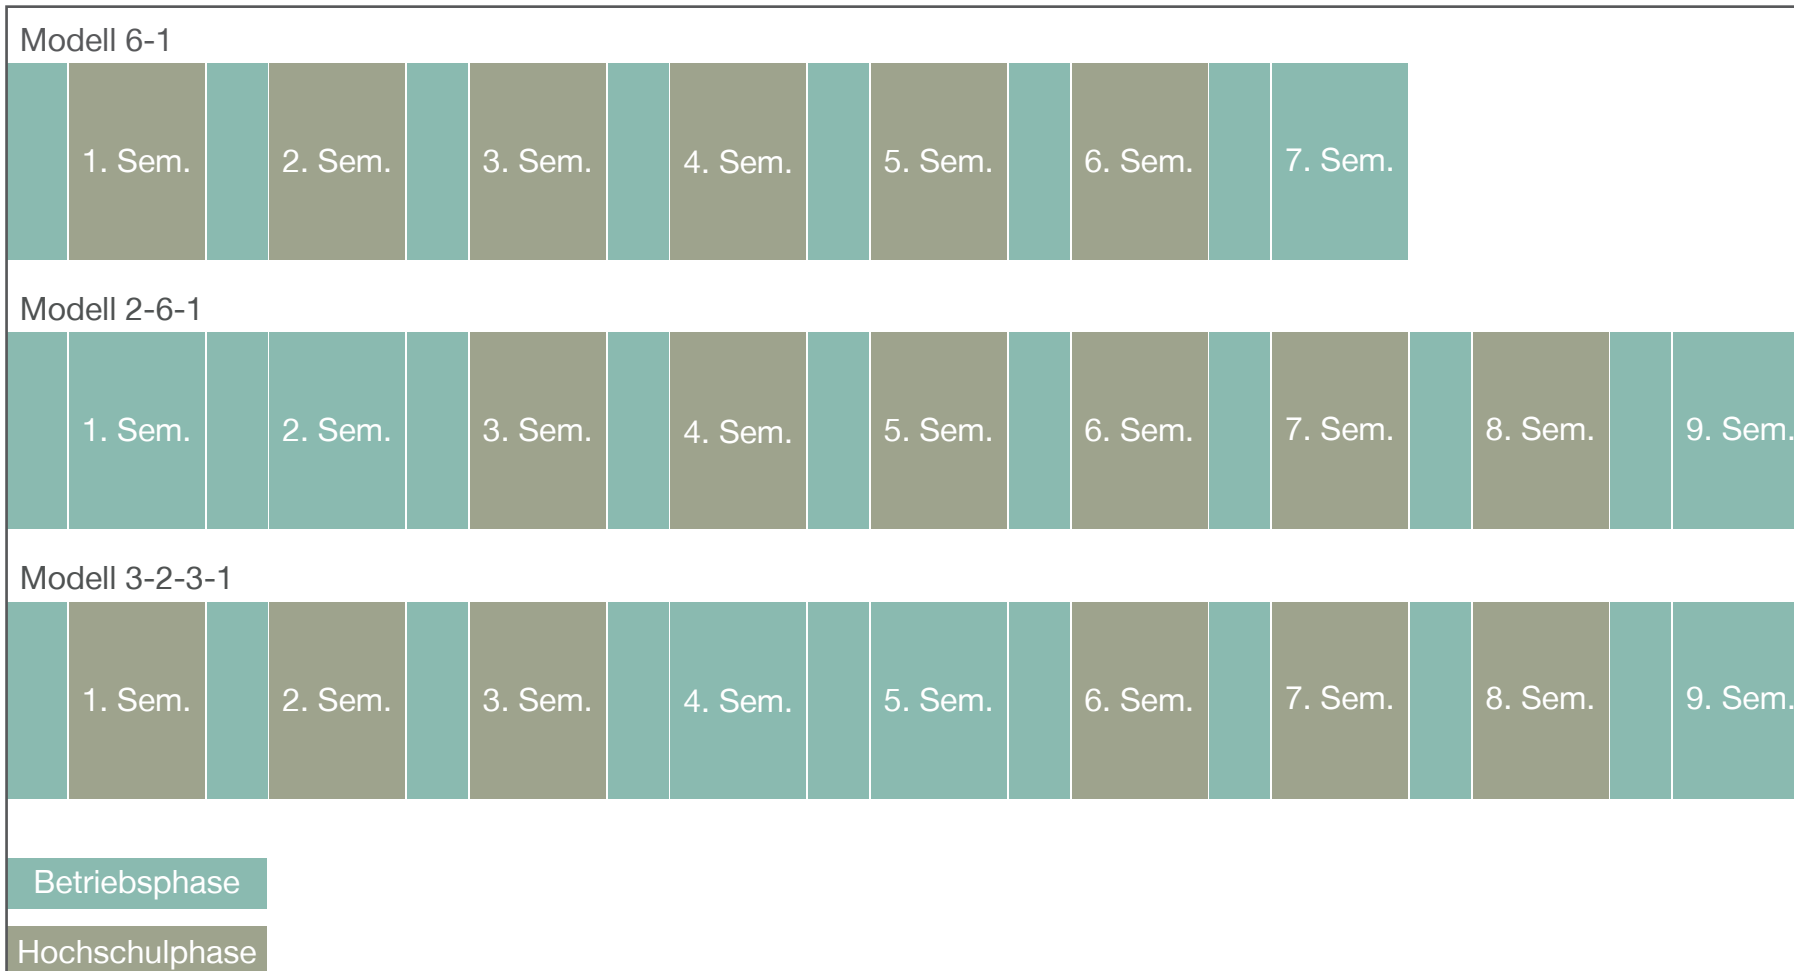 Modell 6-1
1. Sem. 2. Sem. 3. Sem. 4. Sem. 5. Sem. 6. Sem. 7. Sem.
Modell 2-6-1
1. Sem. 2. Sem. 3. Sem. 4. Sem. 5. Sem. 6. Sem. 7. Sem. 8. Sem. 9. Sem.
Modell 3-2-3-1
1. Sem. 2. Sem. 3. Sem. 4. Sem. 5. Sem. 6. Sem. 7. Sem. 8. Sem. 9. Sem.
Betriebsphase
Hochschulphase